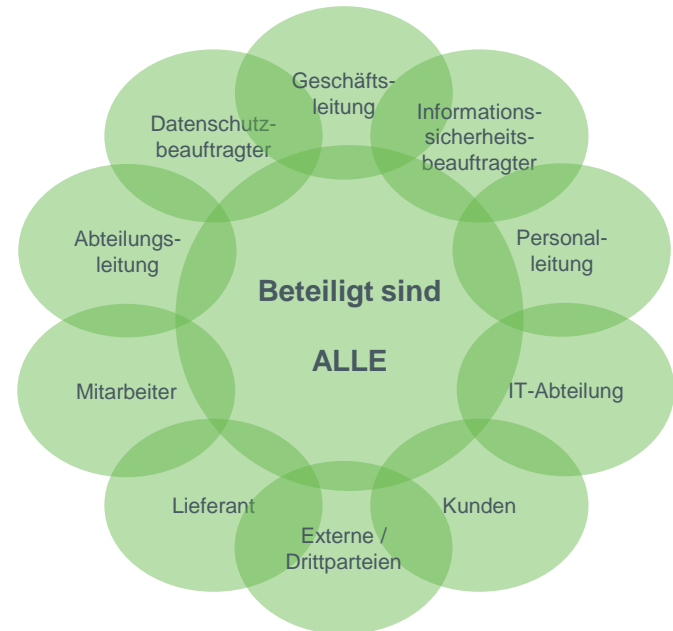 Geschäfts-
leitung
Informations-
sicherheits-
beauftragter
Personal-
leitung
IT-Abteilung
Kunden
Externe /
Drittparteien
Lieferant
Mitarbeiter
Abteilungs-
leitung
Datenschutz-
beauftragter
Beteiligt sind
ALLE